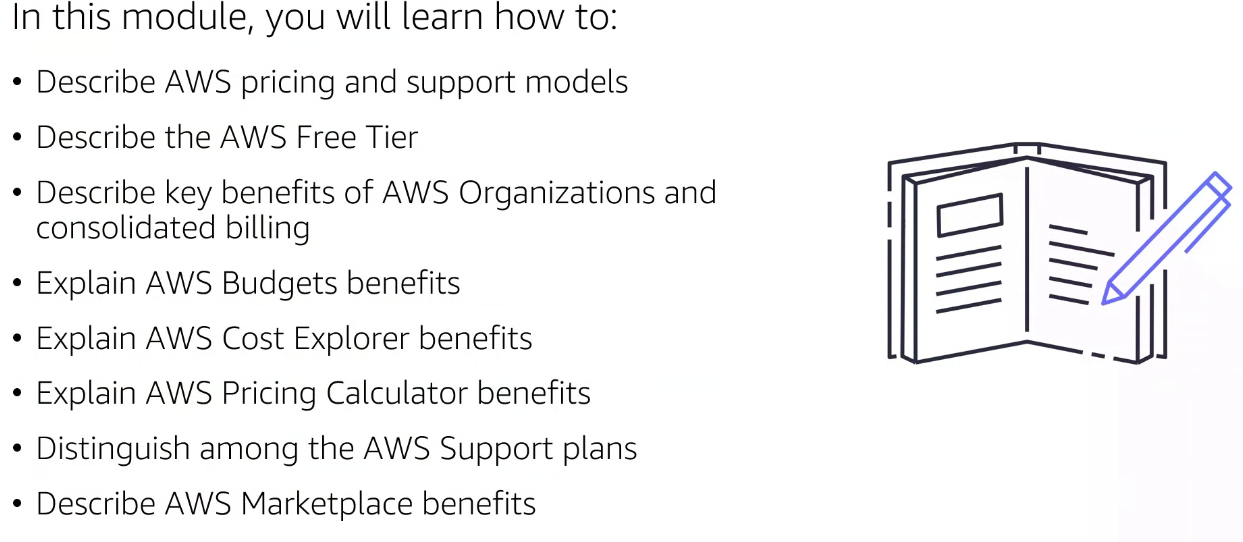 In this module, you will learn how to:
• Describe AWS pricing and support models
• Describe the AWS Free Tier
• Describe key benefits of AWS Organizations and
consolidated billing
• Explain AWS Budgets benefits
• Explain AWS Cost Explorer benefits
• Explain AWS Pricing Calculator benefits
• Distinguish among the AWS Support plans
• Describe AWS Marketplace benefits